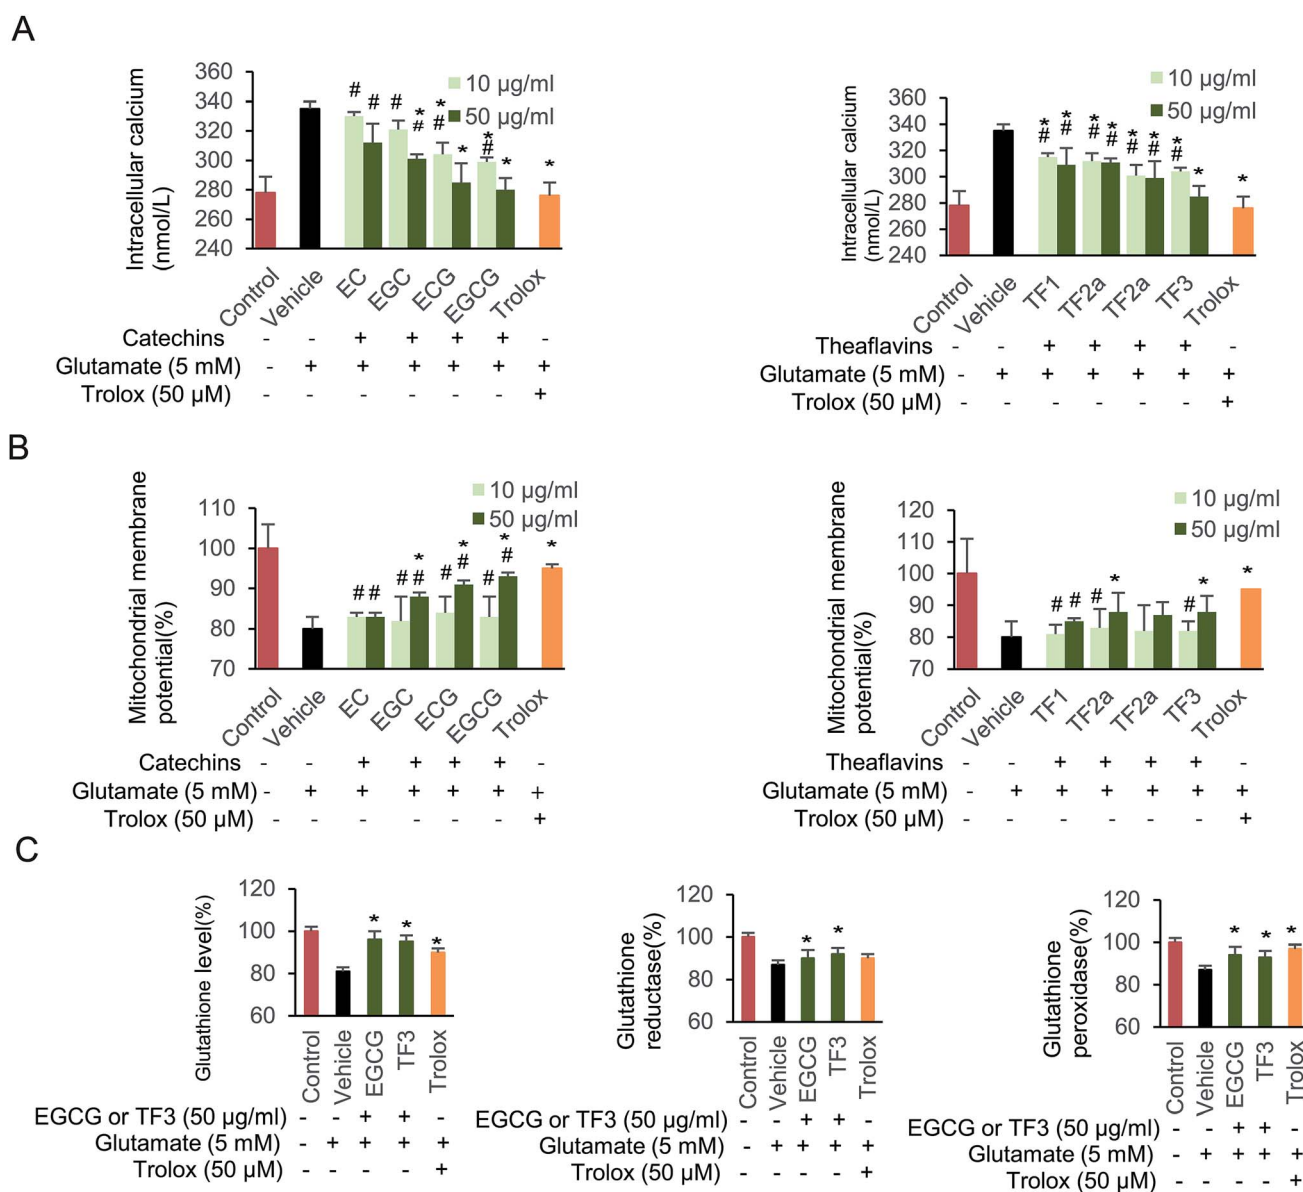 A
Intracellular calcium
(nmol/L)
360
340
320
300
280
260
240
10 µg/ml
50 µg/ml
# # # * # * # * * # * *
Control Vehicle EC EGC ECG EGCG Trolox
Catechins - - + + + + -
Glutamate (5 mM) - + + + + + +
Trolox (50 µM) - - - - - - +
Intracellular calcium
(nmol/L)
360
340
320
300
280
260
240
10 µg/ml
50 µg/ml
* # * # * # * # * # * # * # * *
Control Vehicle TF1 TF2a TF2a TF3 Trolox
Theaflavins - - + + + + -
Glutamate (5 mM) - + + + + + +
Trolox (50 µM) - - - - - - +
B
Mitochondrial membrane
potential(%)
110
100
90
80
70
10 µg/ml
50 µg/ml
# # # * # # * # # * # *
Control Vehicle EC EGC ECG EGCG Trolox
Catechins - - + + + + -
Glutamate (5 mM) - + + + + + +
Trolox (50 µM) - - - - - - +
Mitochondrial membrane
potential(%)
120
110
100
90
80
70
10 µg/ml
50 µg/ml
# # # * # * *
Control Vehicle TF1 TF2a TF2a TF3 Trolox
Theaflavins - - + + + + -
Glutamate (5 mM) - + + + + + +
Trolox (50 µM) - - - - - - +
C
Glutathione level(%)
120
100
80
60
* * *
Control Vehicle EGCG TF3 Trolox
EGCG or TF3 (50 µg/ml) - - + + -
Glutamate (5 mM) - + + + +
Trolox (50 µM) - - - - +
Glutathione
reductase(%)
120
100
80
60
* *
Control Vehicle EGCG TF3 Trolox
EGCG or TF3 (50 µg/ml) - - + + -
Glutamate (5 mM) - + + + +
Trolox (50 µM) - - - - +
Glutathione
peroxidase(%)
120
100
80
60
* * *
Control Vehicle EGCG TF3 Trolox
EGCG or TF3 (50 µg/ml) - - + + -
Glutamate (5 mM) - + + + +
Trolox (50 µM) - - - - +